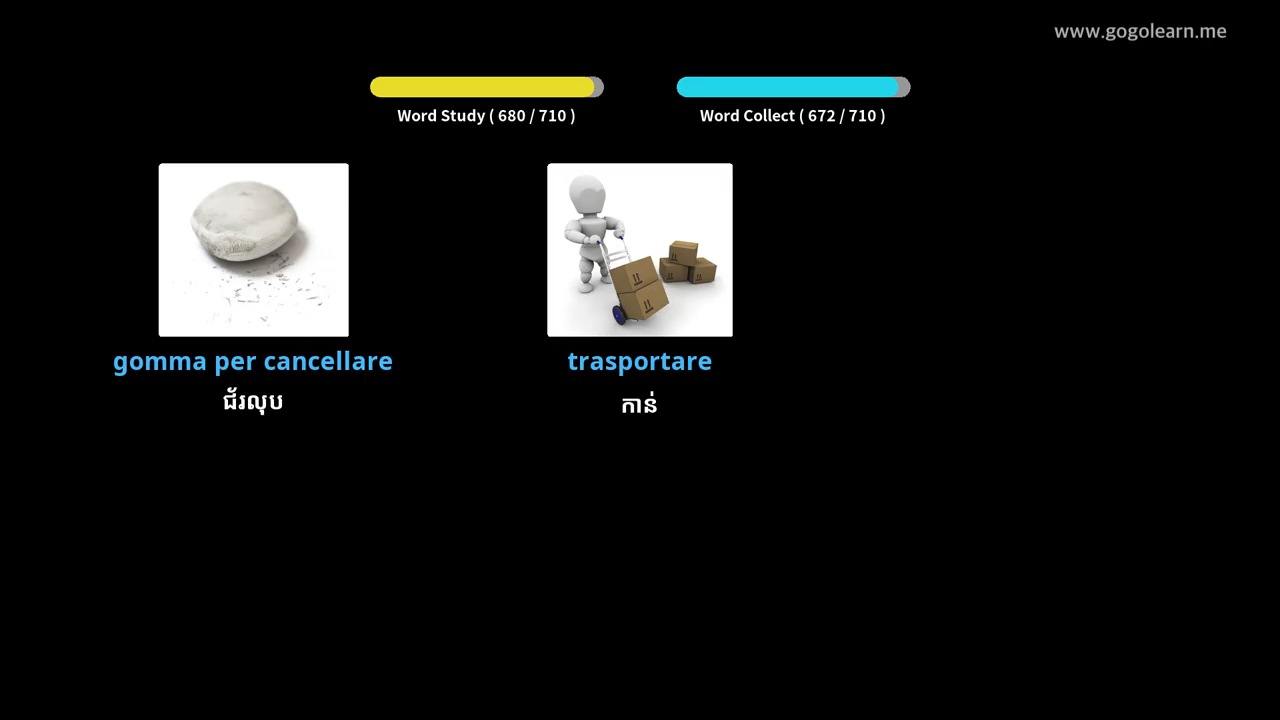 www.gogolearn.me
Word Study ( 680 / 710 )
Word Collect ( 672 / 710 )
gomma per cancellare
ជ័រលុប
trasportare
កាន់